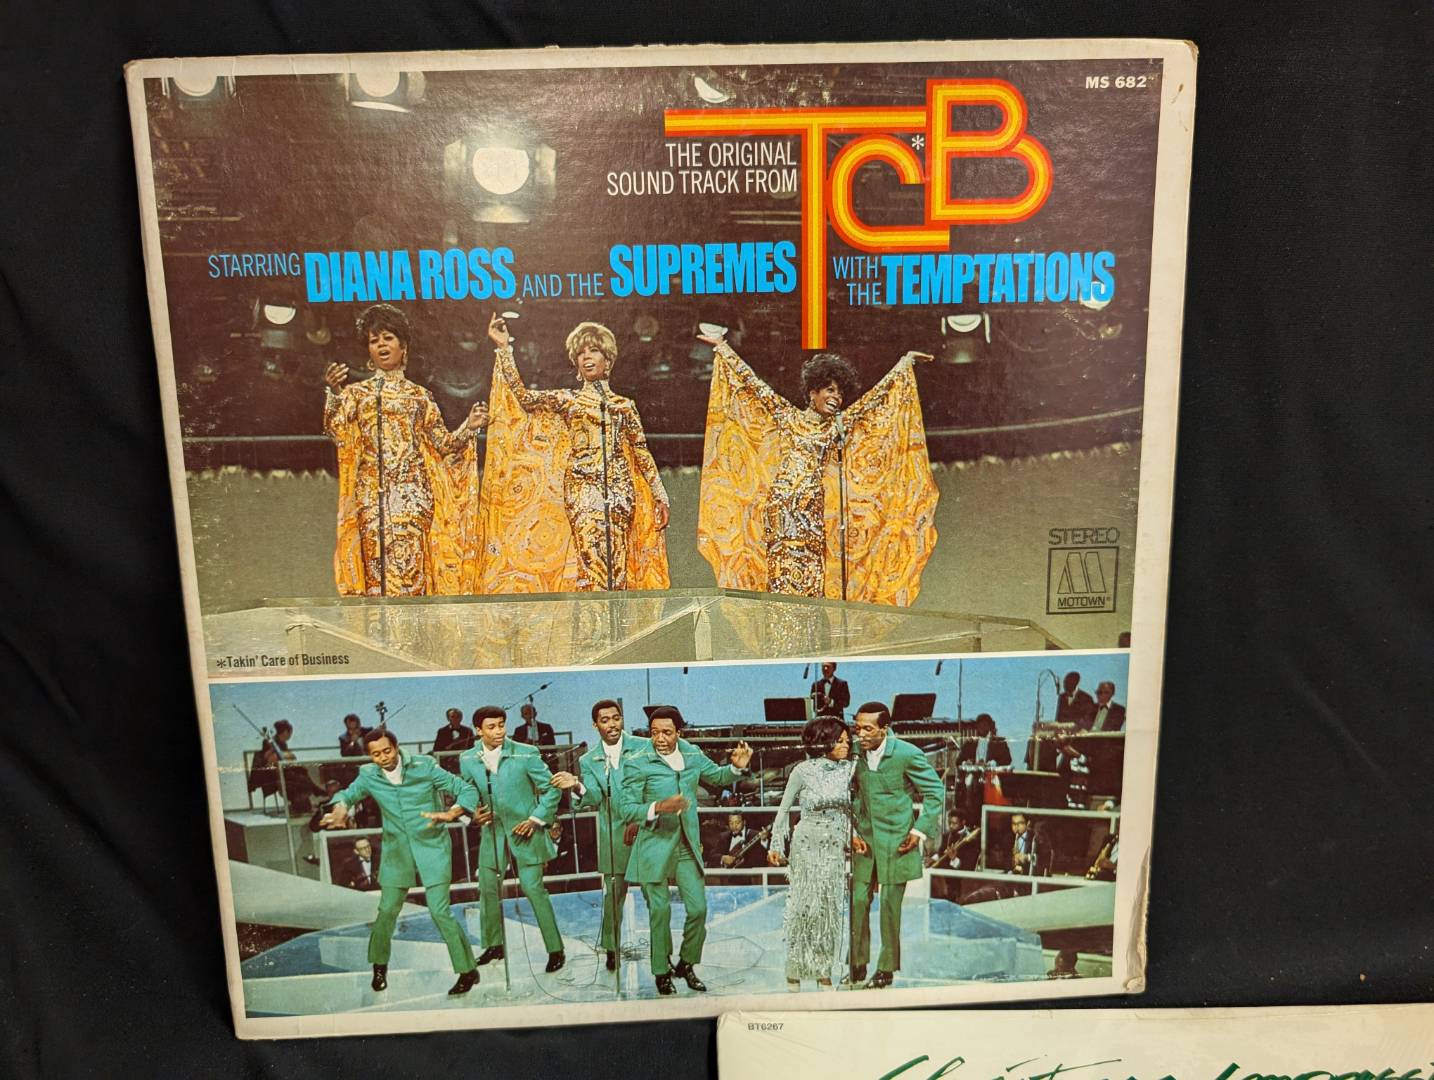 MS 682
TCB*
THE ORIGINAL
SOUND TRACK FROM
STARRING DIANA ROSS AND THE SUPREMES WITH THE TEMPTATIONS
STEREO
M
MOTOWN®
*Takin' Care of Business
BT6267
Christmas